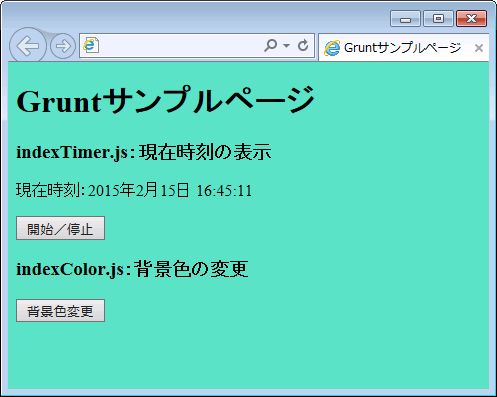 Gruntサンプルページ
Gruntサンプルページ
indexTimer.js：現在時刻の表示
現在時刻：2015年2月15日 16:45:11
開始／停止
indexColor.js：背景色の変更
背景色変更